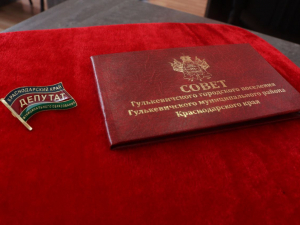 КРАСНОДАРСКИЙ КРАЙ
ДЕПУТАТ
СОВЕТ
Гулькевичского городского поселения
Гулькевичского муниципального района
Краснодарского края